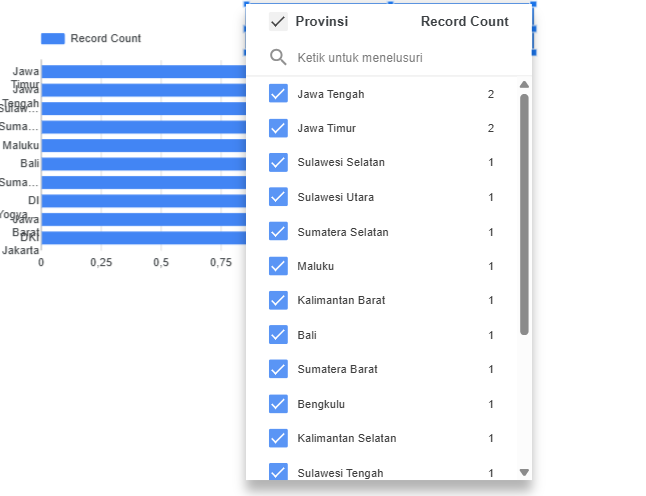 Provinsi Record Count
Ketik untuk menelusuri
Jawa Tengah 2
Jawa Timur 2
Sulawesi Selatan 1
Sulawesi Utara 1
Sumatera Selatan 1
Maluku 1
Kalimantan Barat 1
Bali 1
Sumatera Barat 1
Bengkulu 1
Kalimantan Selatan 1
Sulawesi Tengah 1
Record Count
Jawa
Timur
Jawa
Tengah
Sulaw...
Suma...
Maluku
Bali
Suma...
DI
Yogya...
Jawa
Barat
DKI
Jakarta
0 0,25 0,5 0,75